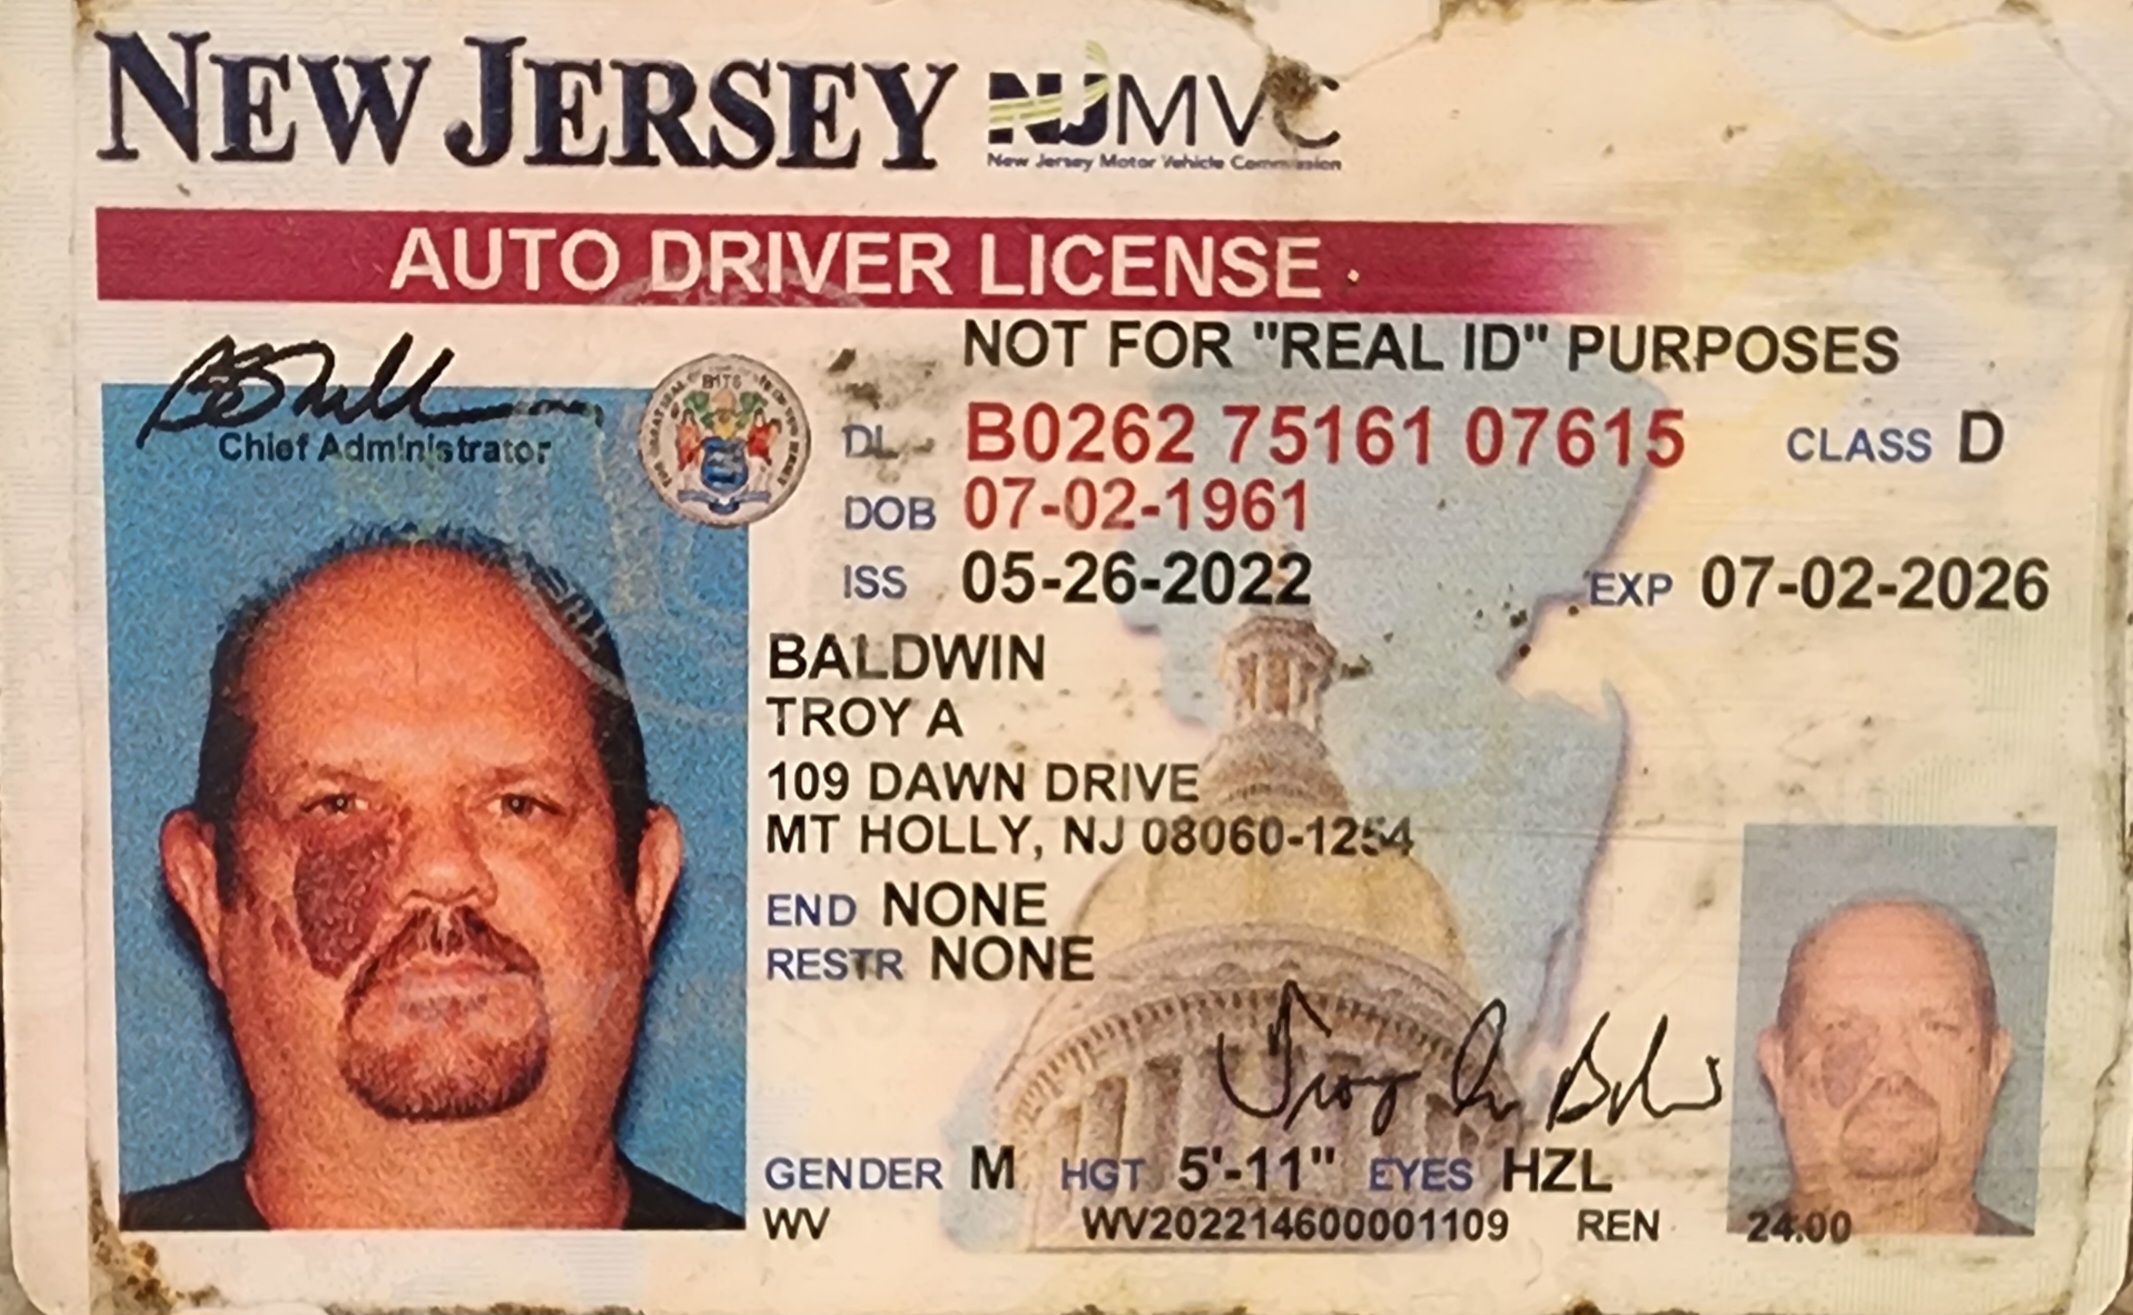 NEW JERSEY NJMVC
New Jersey Motor Vehicle Commission
AUTO DRIVER LICENSE
NOT FOR "REAL ID" PURPOSES
Chief Administrator
DL B0262 75161 07615 CLASS D
DOB 07-02-1961
ISS 05-26-2022 EXP 07-02-2026
BALDWIN
TROY A
109 DAWN DRIVE
MT HOLLY, NJ 08060-1254
END NONE
RESTR NONE
GENDER M HGT 5'-11" EYES HZL
WV WV202214600001109 REN 24.00